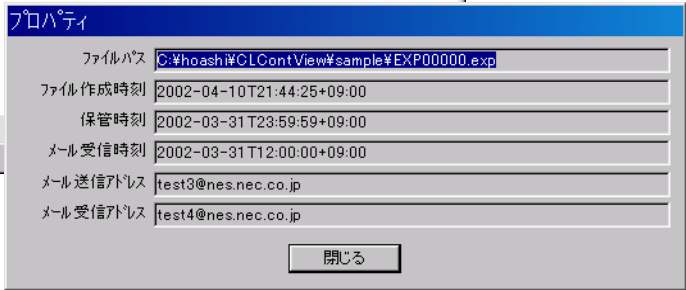 プロパティ
ファイルパス C:¥hoashi¥CLContView¥sample¥EXP00000.exp
ファイル作成時刻 2002-04-10T21:44:25+09:00
保管時刻 2002-03-31T23:59:59+09:00
メール受信時刻 2002-03-31T12:00:00+09:00
メール送信アドレス test3@nes.nec.co.jp
メール受信アドレス test4@nes.nec.co.jp
閉じる